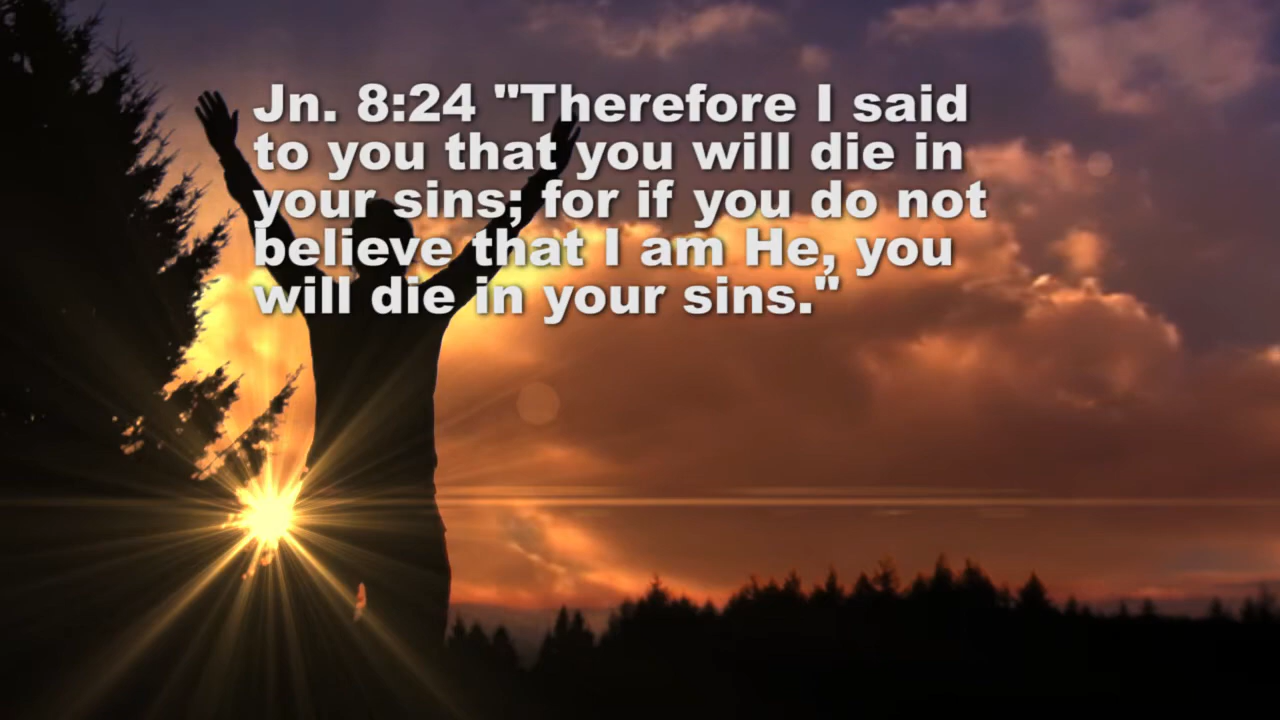 Jn. 8:24 "Therefore I said
to you that you will die in
your sins; for if you do not
believe that I am He, you
will die in your sins."